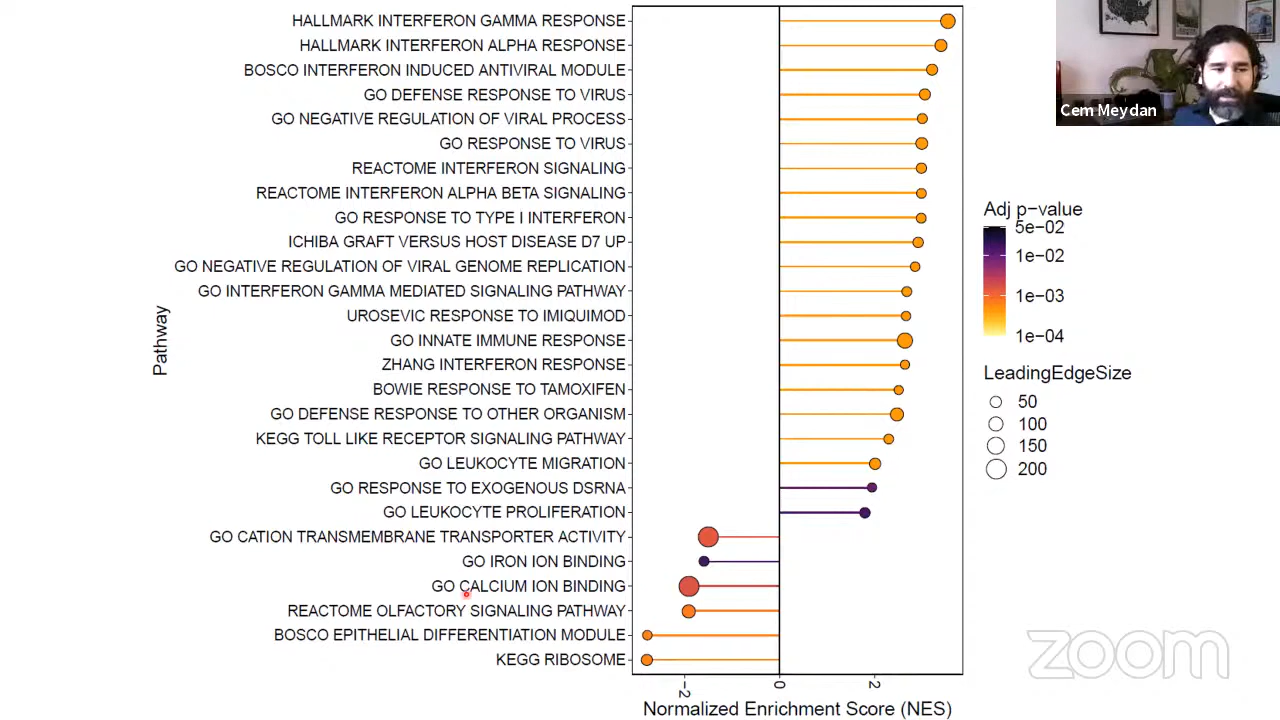 HALLMARK INTERFERON GAMMA RESPONSE
HALLMARK INTERFERON ALPHA RESPONSE
BOSCO INTERFERON INDUCED ANTIVIRAL MODULE
GO DEFENSE RESPONSE TO VIRUS
GO NEGATIVE REGULATION OF VIRAL PROCESS
GO RESPONSE TO VIRUS
REACTOME INTERFERON SIGNALING
REACTOME INTERFERON ALPHA BETA SIGNALING
GO RESPONSE TO TYPE I INTERFERON
ICHIBA GRAFT VERSUS HOST DISEASE D7 UP
GO NEGATIVE REGULATION OF VIRAL GENOME REPLICATION
GO INTERFERON GAMMA MEDIATED SIGNALING PATHWAY
UROSEVIC RESPONSE TO IMIQUIMOD
GO INNATE IMMUNE RESPONSE
ZHANG INTERFERON RESPONSE
BOWIE RESPONSE TO TAMOXIFEN
GO DEFENSE RESPONSE TO OTHER ORGANISM
KEGG TOLL LIKE RECEPTOR SIGNALING PATHWAY
GO LEUKOCYTE MIGRATION
GO RESPONSE TO EXOGENOUS DSRNA
GO LEUKOCYTE PROLIFERATION
GO CATION TRANSMEMBRANE TRANSPORTER ACTIVITY
GO IRON ION BINDING
GO CALCIUM ION BINDING
REACTOME OLFACTORY SIGNALING PATHWAY
BOSCO EPITHELIAL DIFFERENTIATION MODULE
KEGG RIBOSOME
Pathway
−2 0 2
Normalized Enrichment Score (NES)
Cem Meydan
Adj p−value
5e−02
1e−02
1e−03
1e−04
LeadingEdgeSize
50
100
150
200
zoom